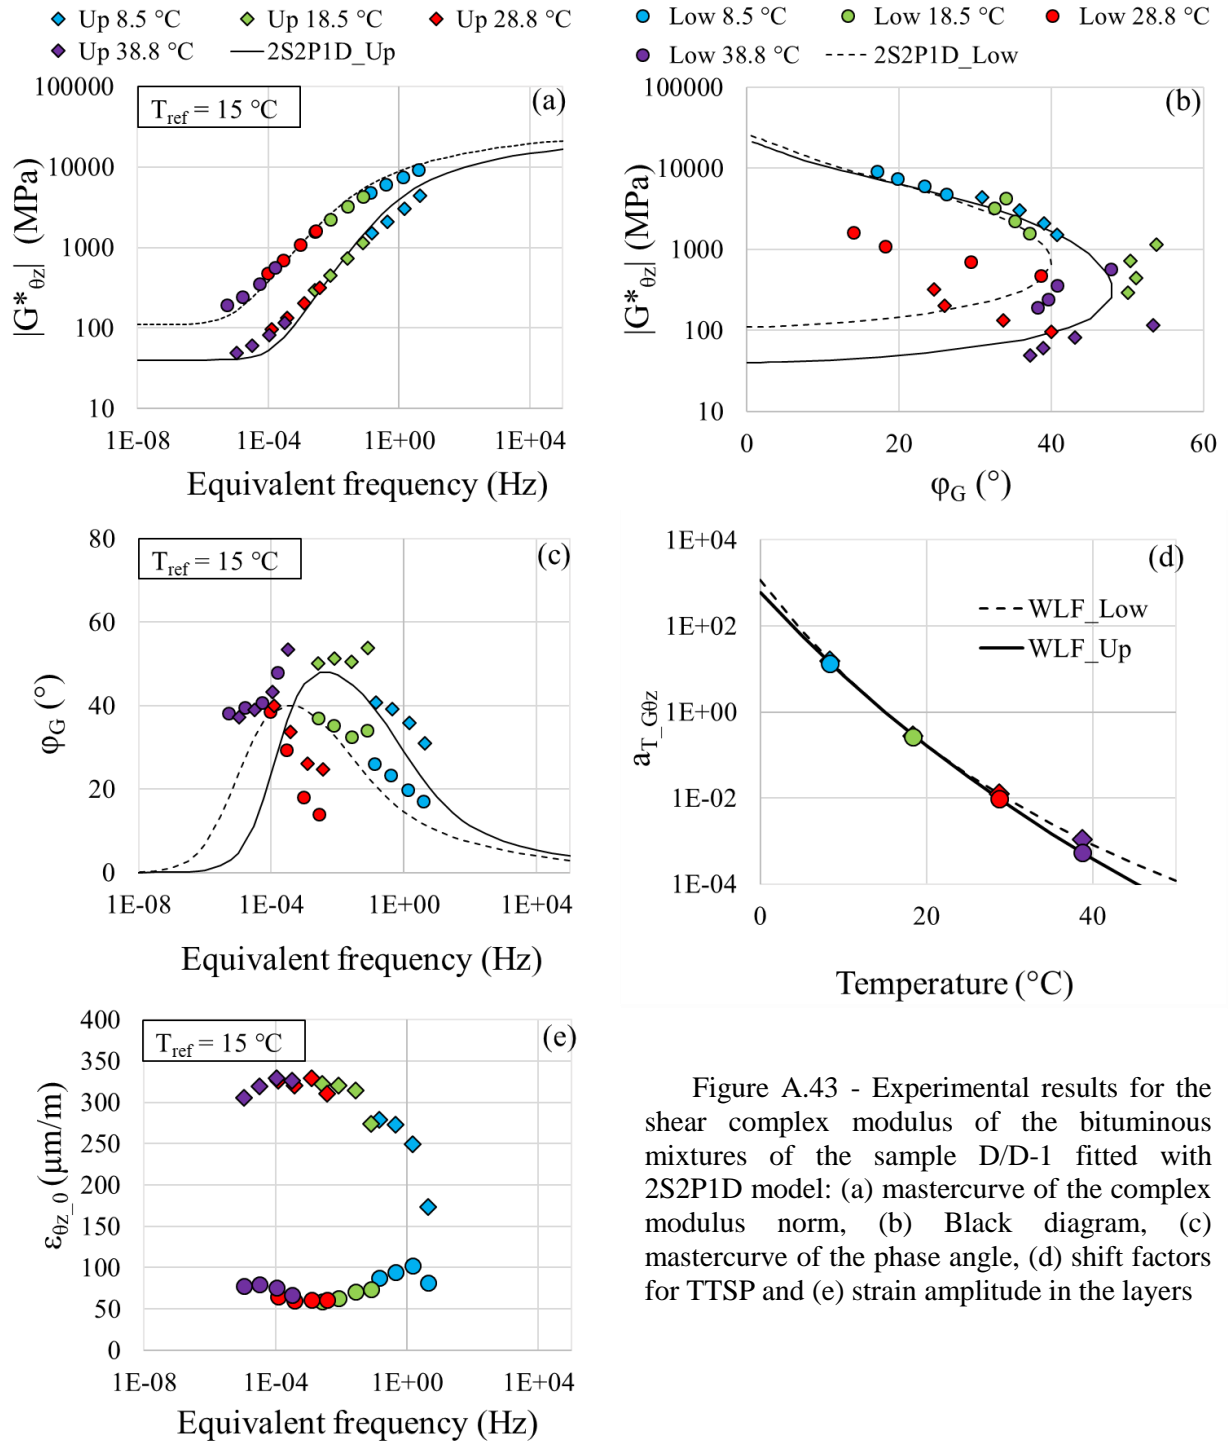 Up 8.5 °C Up 18.5 °C Up 28.8 °C
Up 38.8 °C 2S2P1D_Up
Low 8.5 °C Low 18.5 °C Low 28.8 °C
Low 38.8 °C 2S2P1D_Low
100000
10000
1000
100
10
|G*θz| (MPa)
Tref = 15 °C
(a)
1E-08 1E-04 1E+00 1E+04
Equivalent frequency (Hz)
100000
10000
1000
100
10
|G*θz| (MPa)
(b)
0 20 40 60
φG (°)
80
60
40
20
0
φG (°)
Tref = 15 °C
(c)
1E-08 1E-04 1E+00 1E+04
Equivalent frequency (Hz)
1E+04
1E+02
1E+00
1E-02
1E-04
aT_Gθz
(d)
WLF_Low
WLF_Up
0 20 40
Temperature (°C)
400
350
300
250
200
150
100
50
0
εθz_0 (µm/m)
Tref = 15 °C
(e)
1E-08 1E-04 1E+00 1E+04
Equivalent frequency (Hz)
Figure A.43 - Experimental results for the
shear complex modulus of the bituminous
mixtures of the sample D/D-1 fitted with
2S2P1D model: (a) mastercurve of the complex
modulus norm, (b) Black diagram, (c)
mastercurve of the phase angle, (d) shift factors
for TTSP and (e) strain amplitude in the layers